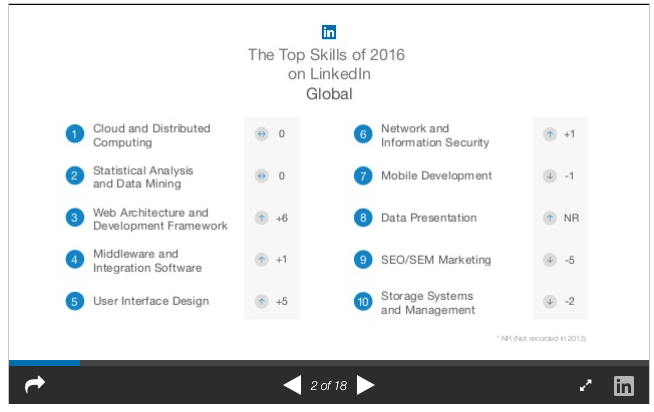 in
The Top Skills of 2016
on LinkedIn
Global
1 Cloud and Distributed
Computing
0
2 Statistical Analysis
and Data Mining
0
3 Web Architecture and
Development Framework
+6
4 Middleware and
Integration Software
+1
5 User Interface Design
+5
6 Network and
Information Security
+1
7 Mobile Development
-1
8 Data Presentation
NR
9 SEO/SEM Marketing
-5
10 Storage Systems
and Management
-2
* NR (Not recorded in 2015)
2 of 18
in